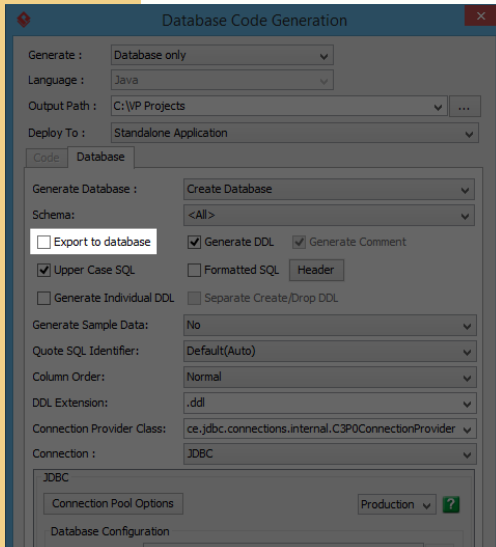 Database Code Generation
Generate : Database only
Language : Java
Output Path : C:\VP Projects ...
Deploy To : Standalone Application
Code Database
Generate Database : Create Database
Schema: <All>
Export to database Generate DDL Generate Comment
Upper Case SQL Formatted SQL Header
Generate Individual DDL Separate Create/Drop DDL
Generate Sample Data: No
Quote SQL Identifier: Default(Auto)
Column Order: Normal
DDL Extension: .ddl
Connection Provider Class: ce.jdbc.connections.internal.C3P0ConnectionProvider
Connection : JDBC
JDBC
Connection Pool Options Production ?
Database Configuration